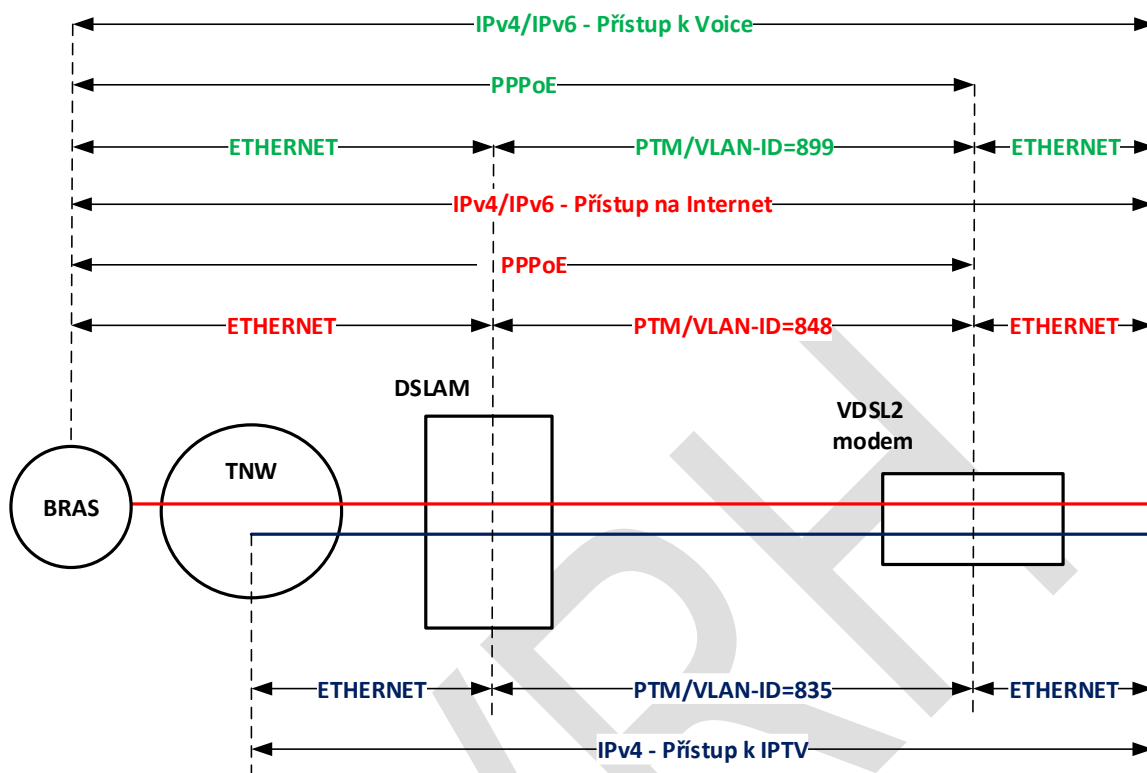 IPv4/IPv6 - Přístup k Voice
PPPoE
ETHERNET PTM/VLAN-ID=899 ETHERNET
IPv4/IPv6 - Přístup na Internet
PPPoE
ETHERNET PTM/VLAN-ID=848 ETHERNET
DSLAM
VDSL2
modem
TNW
BRAS
ETHERNET PTM/VLAN-ID=835 ETHERNET
IPv4 - Přístup k IPTV